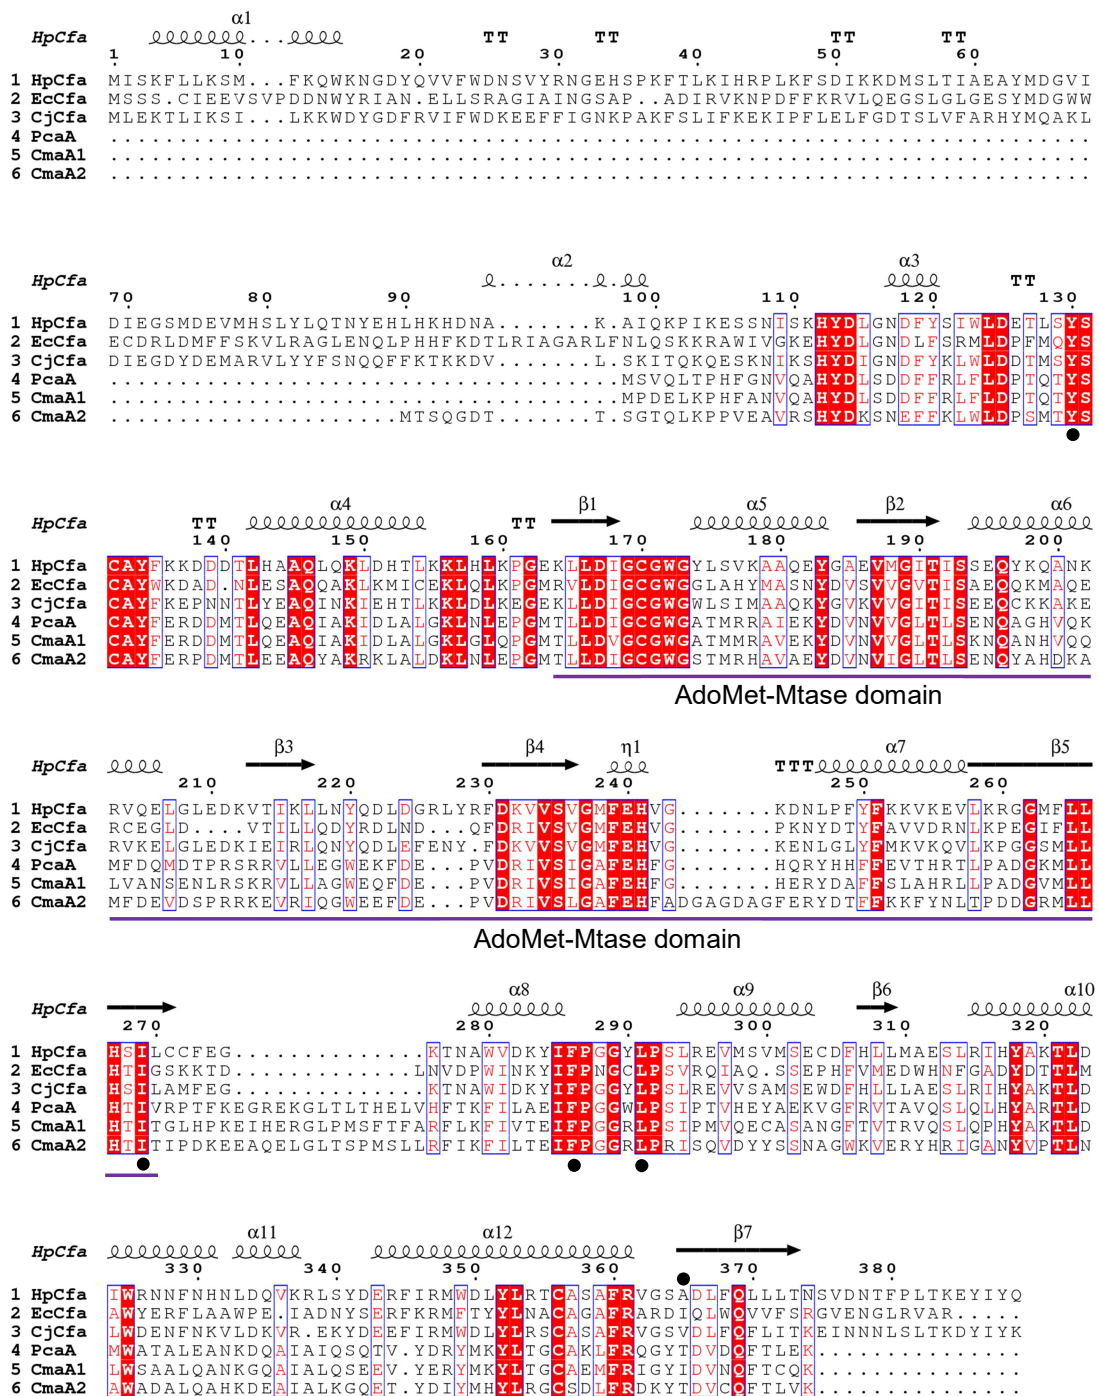 α1
HpCfa TT TT TT TT
1 10 20 30 40 50 60
1 HpCfa MISKFLLKSM...FKQWKNGDYQVVFWDNSVYRNGEHSPKFTLKIHRPLKFSDIKKDMSLTIAEAYMDGVI
2 EcCfa MSSS.CIEEVSVPDDNWYRIAN.ELLSRAGIAINGSAP..ADIRVKNPDFFKRVLQEGSLGLGESYMDGWW
3 CjCfa MLEKTLIKSI...LKKWDYGDFRVIFWDKEEFFIGNKPAKFSLIFKEKIPFLELFGDTSLVFARHYMQAKL
4 PcaA .......................................................................
5 CmaA1 .......................................................................
6 CmaA2 .......................................................................
α2 α3
HpCfa TT
70 80 90 100 110 120 130
1 HpCfa DIEGSMDEVMHSLYLQTNYEHLHKHDNA.......K.AIQKPIKESSNISKHYDLGNDFYSIWLDETLSYS
2 EcCfa ECDRLDMFFSKVLRAGLENQLPHHFKDTLRIAGARLFNLQSKKRAWIVGKEHYDLGNDLFSRMLDPFMQYS
3 CjCfa DIEGDYDEMARVLYYFSNQQFFKTKKDV.......L.SKITQKQESKNISKHYDLGNDFYKLWLDDTMSYS
4 PcaA .....................................MSVQLTPHFGNVQAHYDLSDDFFRLFLDPTQTYS
5 CmaA1 .....................................MPDELKPHFANVQAHYDLSDDFFRLFLDPTQTYS
6 CmaA2 .....................MTSQGDT.......T.SGTQLKPPVEAVRSHYDKSNEFFKLWLDPSMTYS
α4 β1 α5 β2 α6
HpCfa TT TT
140 150 160 170 180 190 200
1 HpCfa CAYFKKDDDTLHAAQLQKLDHTLKKLHLKPGEKLLDIGCGWGYLSVKAAQEYGAEVMGITISSEQYKQANK
2 EcCfa CAYWKDAD.NLESAQQAKLKMICEKLQLKPGMRVLDIGCGWGGLAHYMASNYDVSVVGVTISAEQQKMAQE
3 CjCfa CAYFKEPNNTLYEAQINKIEHTLKKLDLKEGEKLLDIGCGWGWLSIMAAQKYGVKVVGITISEEQCKKAKE
4 PcaA CAYFERDDMTLQEAQIAKIDLALGKLNLEPGMTLLDIGCGWGATMRRAIEKYDVNVVGLTLSENQAGHVQK
5 CmaA1 CAYFERDDMTLQEAQIAKIDLALGKLGLQPGMTLLDVGCGWGATMMRAVEKYDVNVVGLTLSKNQANHVQQ
6 CmaA2 CAYFERPDMTLEEAQYAKRKLALDKLNLEPGMTLLDIGCGWGSTMRHAVAEYDVNVIGLTLSENQYAHDKA
AdoMet-Mtase domain
β3 β4 η1 α7 β5
HpCfa TTT
210 220 230 240 250 260
1 HpCfa RVQELGLEDKVTIKLLNYQDLDGRLYRFDKVVSVGMFEHVG.......KDNLPFYFKKVKEVLKRGGMFLL
2 EcCfa RCEGLD....VTILLQDYRDLND...QFDRIVSVGMFEHVG.......PKNYDTYFAVVDRNLKPEGIFLL
3 CjCfa RVKELGLEDKIEIRLQNYQDLEFENY.FDKVVSVGMFEHVG.......KENLGLYFMKVKQVLKPGGSMLL
4 PcaA MFDQMDTPRSRRVLLEGWEKFDE...PVDRIVSIGAFEHFG.......HQRYHHFFEVTHRTLPADGKMLL
5 CmaA1 LVANSENLRSKRVLLAGWEQFDE...PVDRIVSIGAFEHFG.......HERYDAFFSLAHRLLPADGVMLL
6 CmaA2 MFDEVDSPRRKEVRIQGWEEFDE...PVDRIVSLGAFEHFADGAGDAGFERYDTFFKKFYNLTPDDGRMLL
AdoMet-Mtase domain
α8 α9 β6 α10
HpCfa
270 280 290 300 310 320
1 HpCfa HSILCCFEG..............KTNAWVDKYIFPGGYLPSLREVMSVMSECDFHLLMAESLRIHYAKTLD
2 EcCfa HTIGSKKTD..............LNVDPWINKYIFPNGCLPSVRQIAQ.SSEPHFVMEDWHNFGADYDTTLM
3 CjCfa HSILAMFEG..............KTNAWIDKYIFPGGYLPSLREVVSAMSEWDFHLLLAESLRIHYAKTLD
4 PcaA HTIVRPTFKEGREKGLTLTHELVHFTKFILAEIFPGGWLPSIPTVHEYAEKVGFRVTAVQSLQLHYARTLD
5 CmaA1 HTITGLHPKEIHERGLPMSFTFARFLKFIVTEIFPGGRLPSIPMVQECASANGFTVTRVQSLQPHYAKTLD
6 CmaA2 HTITIPDKEEAQELGLTSPMSLLRFIKFILTEIFPGGRLPRISQVDYYSSNAGWKVERYHRIGANYVPTLN
α11 α12 β7
HpCfa
330 340 350 360 370 380
1 HpCfa IWRNNFNHNLDQVKRLSYDERFIRMWDLYLRTCASAFRVGSADLFQLLLTNSVDNTFPLTKEYIYQ
2 EcCfa AWYERFLAAWPE.IADNYSERFKRMFTYYLNACAGAFRARDIQLWQVVFSRGVENGLRVAR.....
3 CjCfa LWDENFNKVLDKVR.EKYDEEFIRMWDLYLRSCASAFRVGSVDLFQFLITKEINNNLSLTKDYIYK
4 PcaA MWATALEANKDQAIAIQSQTV.YDRYMKYLTGCAKLFRQGYTDVDQFTLEK...............
5 CmaA1 LWSAALQANKGQAIALQSEEV.YERYMKYLTGCAEMFRIGYIDVNQFTCQK...............
6 CmaA2 AWADALQAHKDEAIALKGQET.YDIYMHYLRGCSDLFRDKYTDVCQFTLVK...............